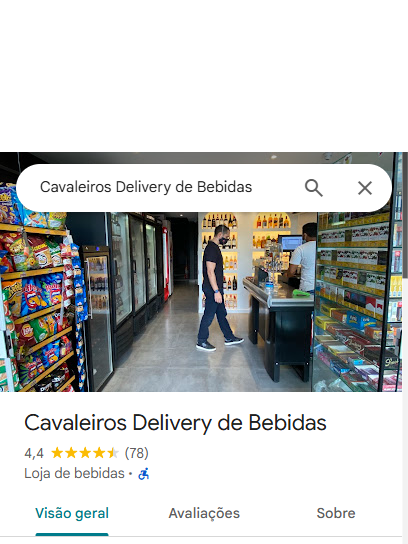 Cavaleiros Delivery de Bebidas
Cavaleiros Delivery de Bebidas
4,4 (78)
Loja de bebidas ·
Visão geral
Avaliações
Sobre